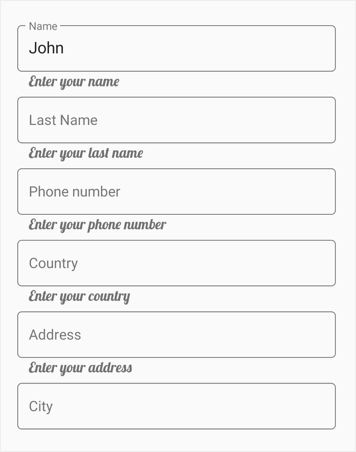 Name
John
Enter your name
Last Name
Enter your last name
Phone number
Enter your phone number
Country
Enter your country
Address
Enter your address
City